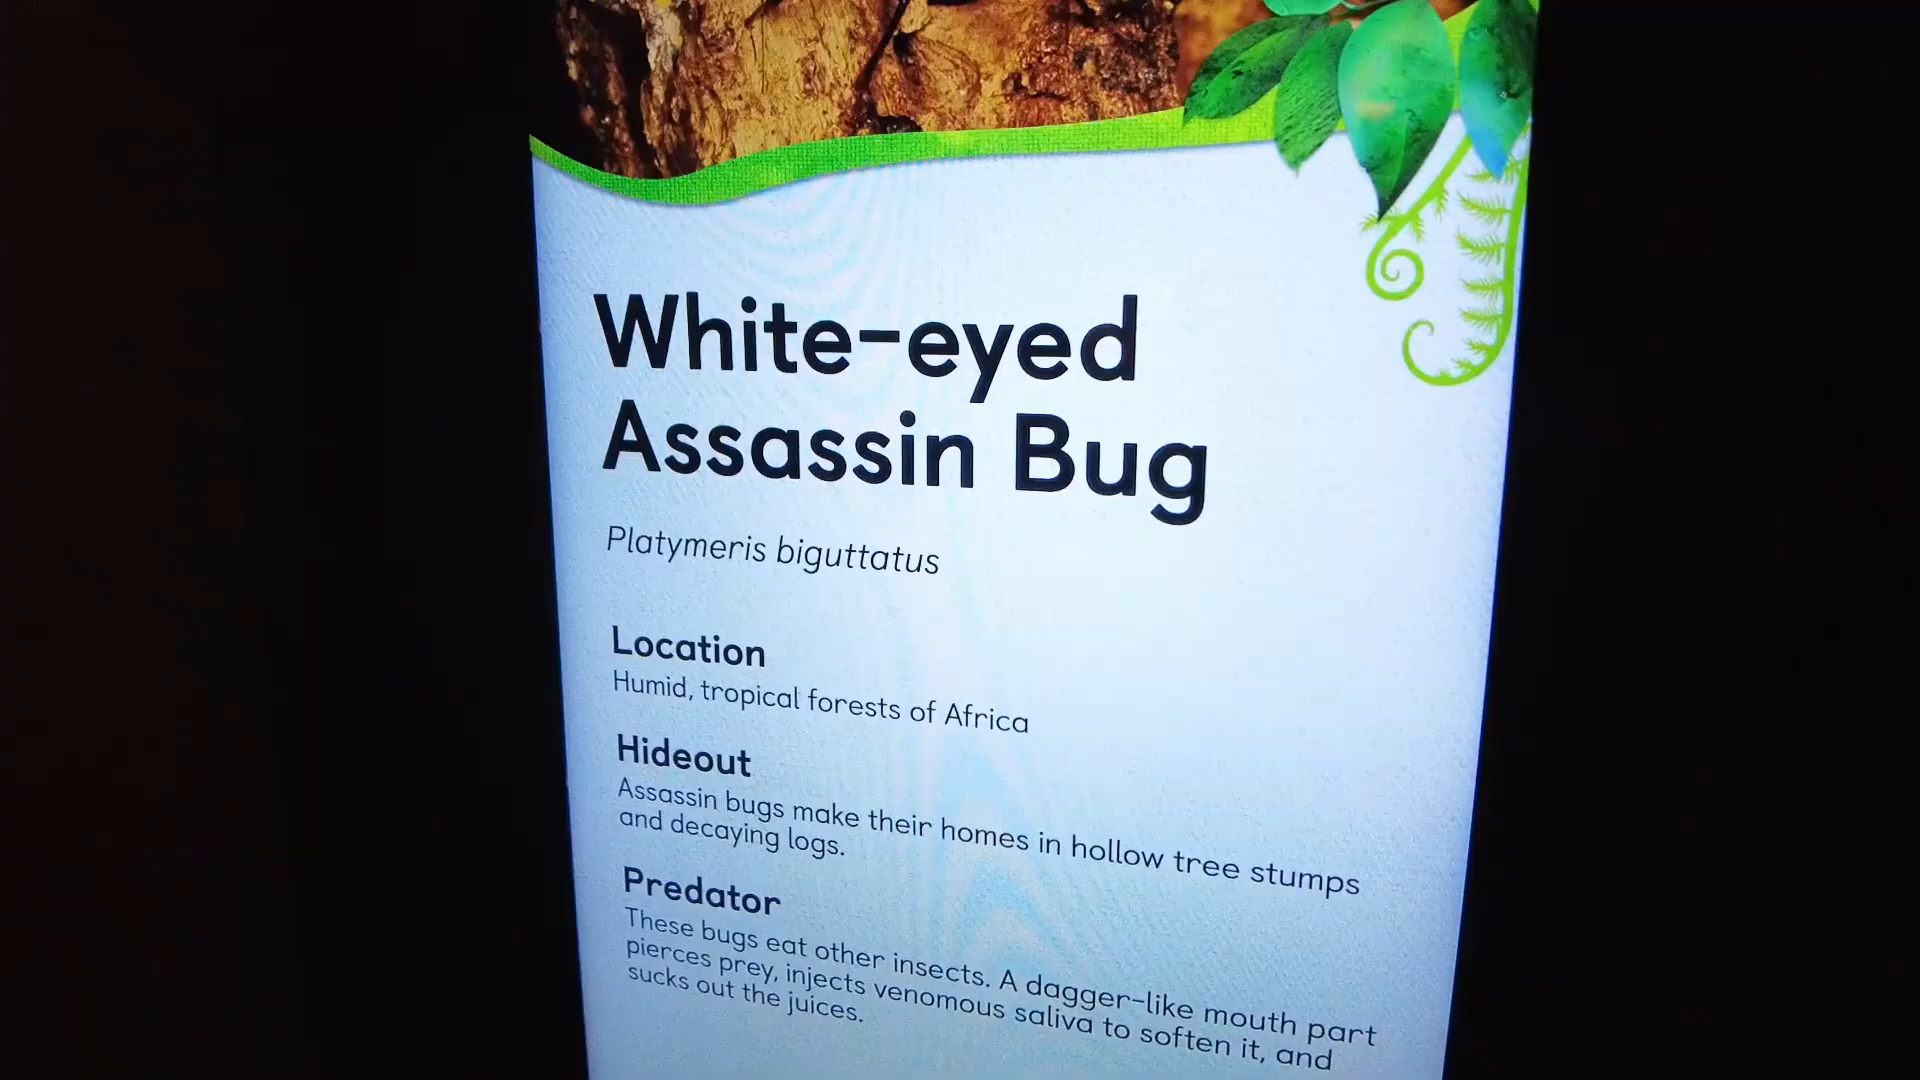 White-eyed
Assassin Bug
Platymeris biguttatus
Location
Humid, tropical forests of Africa
Hideout
Assassin bugs make their homes in hollow tree stumps
and decaying logs.
Predator
These bugs eat other insects. A dagger-like mouth part
pierces prey, injects venomous saliva to soften it, and
sucks out the juices.